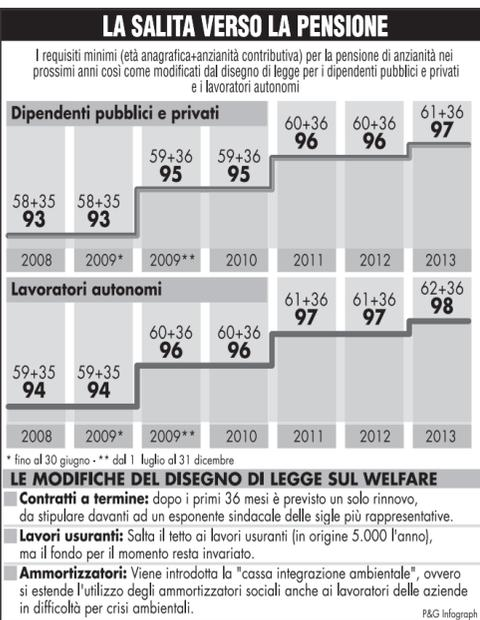 LA SALITA VERSO LA PENSIONE
I requisiti minimi (età anagrafica+anzianità contributiva) per la pensione di anzianità nei
prossimi anni così come modificati dal disegno di legge per i dipendenti pubblici e privati
e i lavoratori autonomi
Dipendenti pubblici e privati
58+35 58+35 59+36 59+36 60+36 60+36 61+36
93 93 95 95 96 96 97
2008 2009* 2009** 2010 2011 2012 2013
Lavoratori autonomi
59+35 59+35 60+36 60+36 61+36 61+36 62+36
94 94 96 96 97 97 98
2008 2009* 2009** 2010 2011 2012 2013
* fino al 30 giugno - ** dal 1 luglio al 31 dicembre
LE MODIFICHE DEL DISEGNO DI LEGGE SUL WELFARE
Contratti a termine: dopo i primi 36 mesi è previsto un solo rinnovo,
da stipulare davanti ad un esponente sindacale delle sigle più rappresentative.
Lavori usuranti: Salta il tetto ai lavori usuranti (in origine 5.000 l'anno),
ma il fondo per il momento resta invariato.
Ammortizzatori: Viene introdotta la "cassa integrazione ambientale", ovvero
si estende l'utilizzo degli ammortizzatori sociali anche ai lavoratori delle aziende
in difficoltà per crisi ambientali.
P&G Infograph